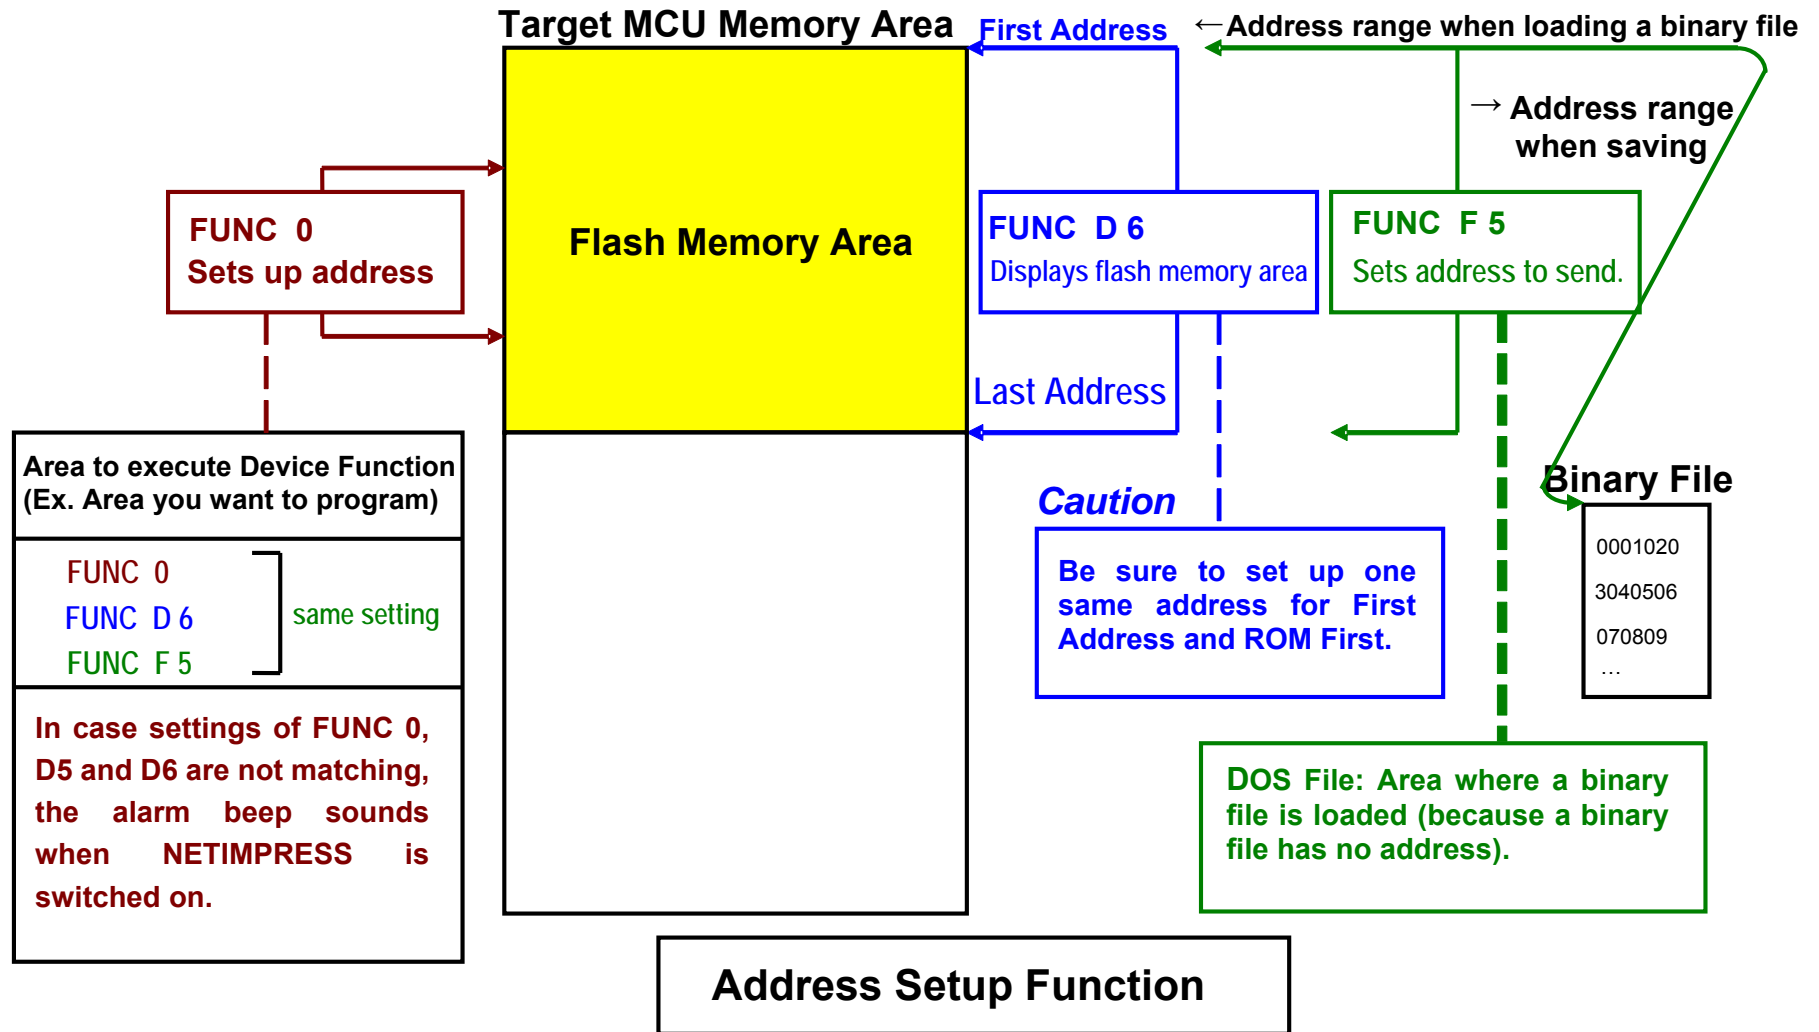 Target MCU Memory Area
First Address
←Address range when loading a binary file
→ Address range
when saving
FUNC 0
Sets up address
Flash Memory Area
FUNC D 6
Displays flash memory area
FUNC F 5
Sets address to send.
Last Address
Area to execute Device Function
(Ex. Area you want to program)
FUNC 0
FUNC D 6
FUNC F 5
same setting
In case settings of FUNC 0,
D5 and D6 are not matching,
the alarm beep sounds
when NETIMPRESS is
switched on.
Caution
Be sure to set up one
same address for First
Address and ROM First.
Binary File
0001020
3040506
070809
…
DOS File: Area where a binary
file is loaded (because a binary
file has no address).
Address Setup Function